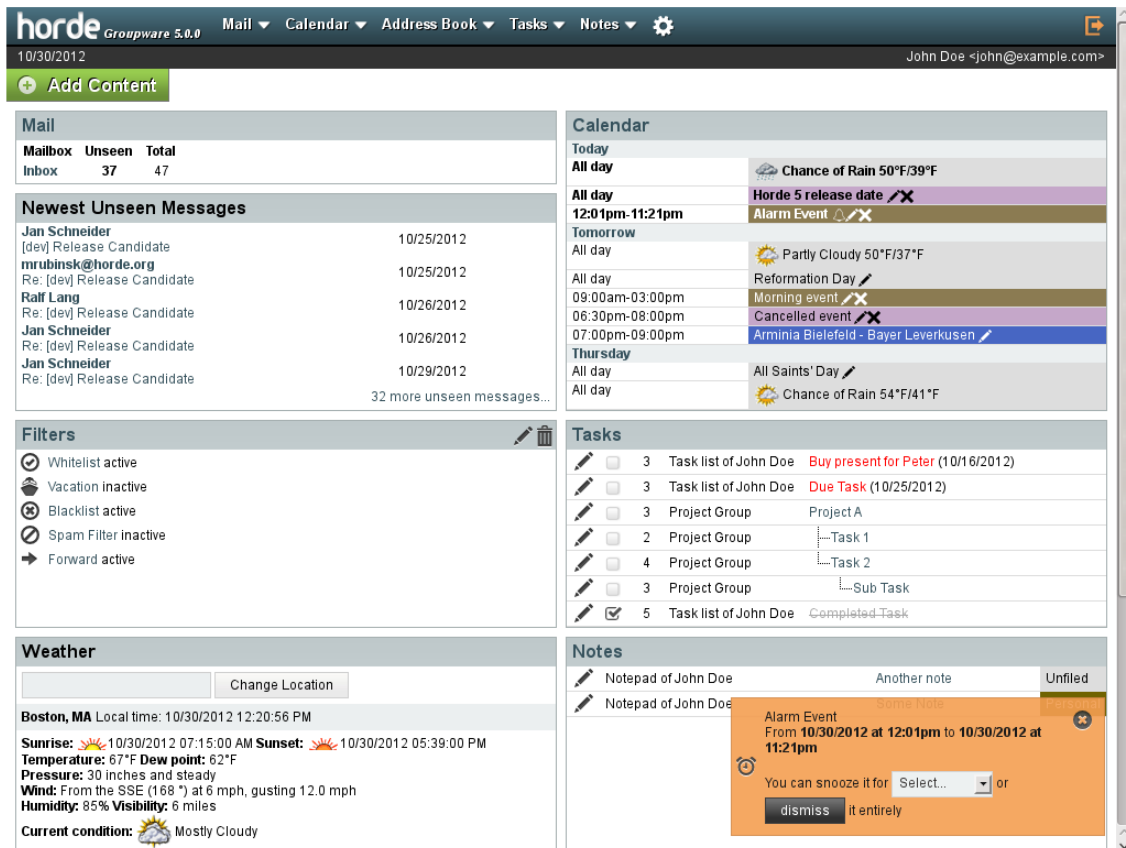 horde Groupware 5.0.0 Mail Calendar Address Book Tasks Notes
10/30/2012 John Doe <john@example.com>
Add Content
Mail
Mailbox Unseen Total
Inbox 37 47
Newest Unseen Messages
Jan Schneider
[dev] Release Candidate 10/25/2012
mrubinsk@horde.org
Re: [dev] Release Candidate 10/25/2012
Ralf Lang
Re: [dev] Release Candidate 10/26/2012
Jan Schneider
Re: [dev] Release Candidate 10/26/2012
Jan Schneider
Re: [dev] Release Candidate 10/29/2012
32 more unseen messages...
Calendar
Today
All day Chance of Rain 50°F/39°F
All day Horde 5 release date
12:01pm-11:21pm Alarm Event
Tomorrow
All day Partly Cloudy 50°F/37°F
All day Reformation Day
09:00am-03:00pm Morning event
06:30pm-08:00pm Cancelled event
07:00pm-09:00pm Arminia Bielefeld - Bayer Leverkusen
Thursday
All day All Saints' Day
All day Chance of Rain 54°F/41°F
Filters
Whitelist active
Vacation inactive
Blacklist active
Spam Filter inactive
Forward active
Tasks
3 Task list of John Doe Buy present for Peter (10/16/2012)
3 Task list of John Doe Due Task (10/25/2012)
3 Project Group Project A
2 Project Group Task 1
4 Project Group Task 2
3 Project Group Sub Task
5 Task list of John Doe Completed Task
Weather
Change Location
Boston, MA Local time: 10/30/2012 12:20:56 PM
Sunrise: 10/30/2012 07:15:00 AM Sunset: 10/30/2012 05:39:00 PM
Temperature: 67°F Dew point: 62°F
Pressure: 30 inches and steady
Wind: From the SSE (168 °) at 6 mph, gusting 12.0 mph
Humidity: 85% Visibility: 6 miles
Current condition: Mostly Cloudy
Notes
Notepad of John Doe Another note Unfiled
Notepad of John Doe Some Note Personal
Alarm Event
From 10/30/2012 at 12:01pm to 10/30/2012 at
11:21pm
You can snooze it for Select... or
dismiss it entirely